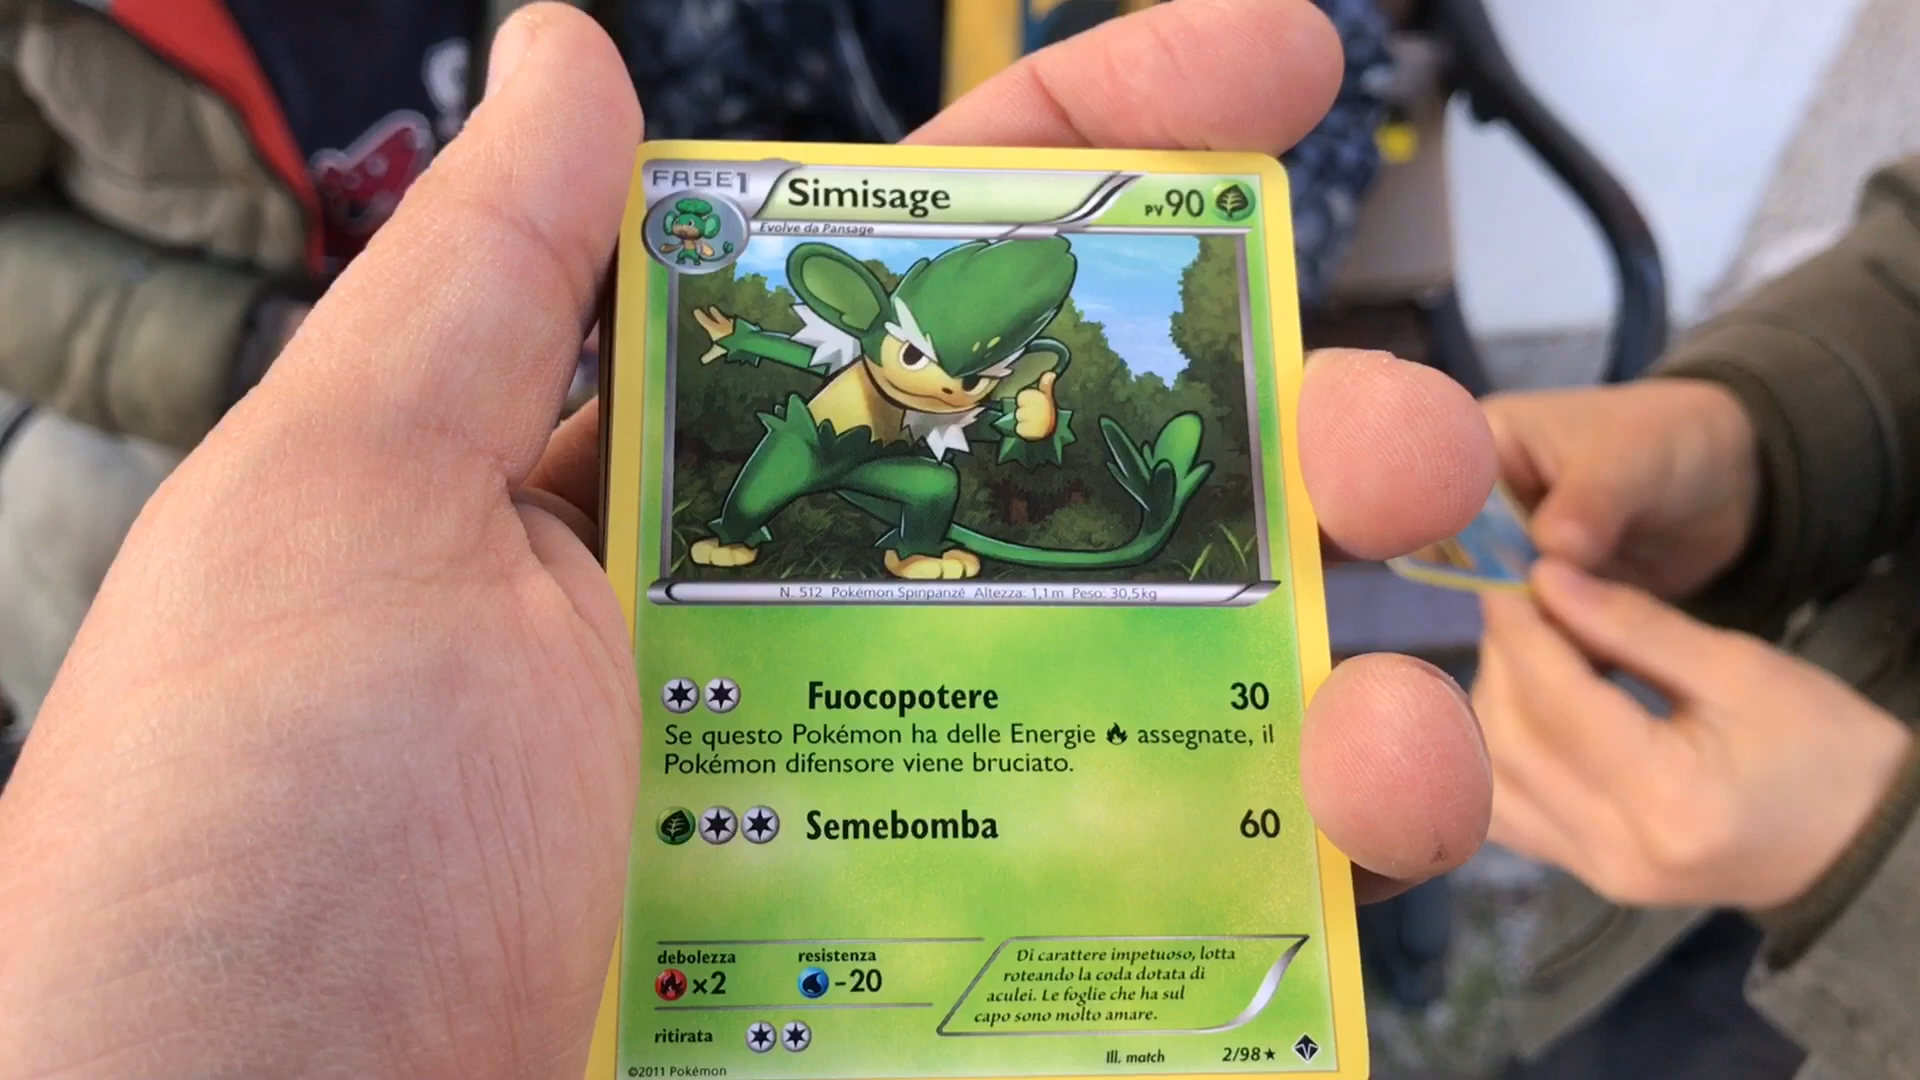 FASE1
Simisage
PV90
Evolve da Pansage
N. 512 Pokémon Spinpanzé Altezza: 1,1 m Peso: 30,5 kg
Fuocopotere 30
Se questo Pokémon ha delle Energie assegnate, il
Pokémon difensore viene bruciato.
Semebomba 60
debolezza
×2
resistenza
-20
ritirata
Di carattere impetuoso, lotta
roteando la coda dotata di
aculei. Le foglie che ha sul
capo sono molto amare.
Ill. match
2/98★
©2011 Pokémon